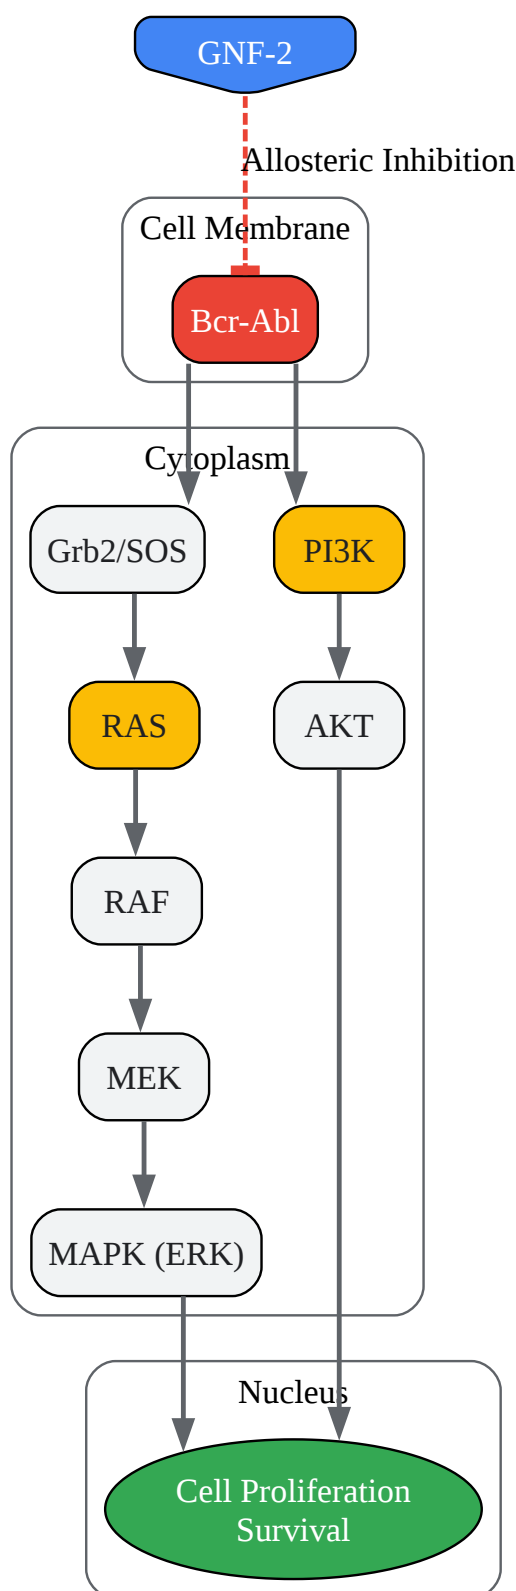 GNF-2
Allosteric Inhibition
Cell Membrane
Bcr-Abl
Cytoplasm
Grb2/SOS
PI3K
RAS
AKT
RAF
MEK
MAPK (ERK)
Nucleus
Cell Proliferation
Survival